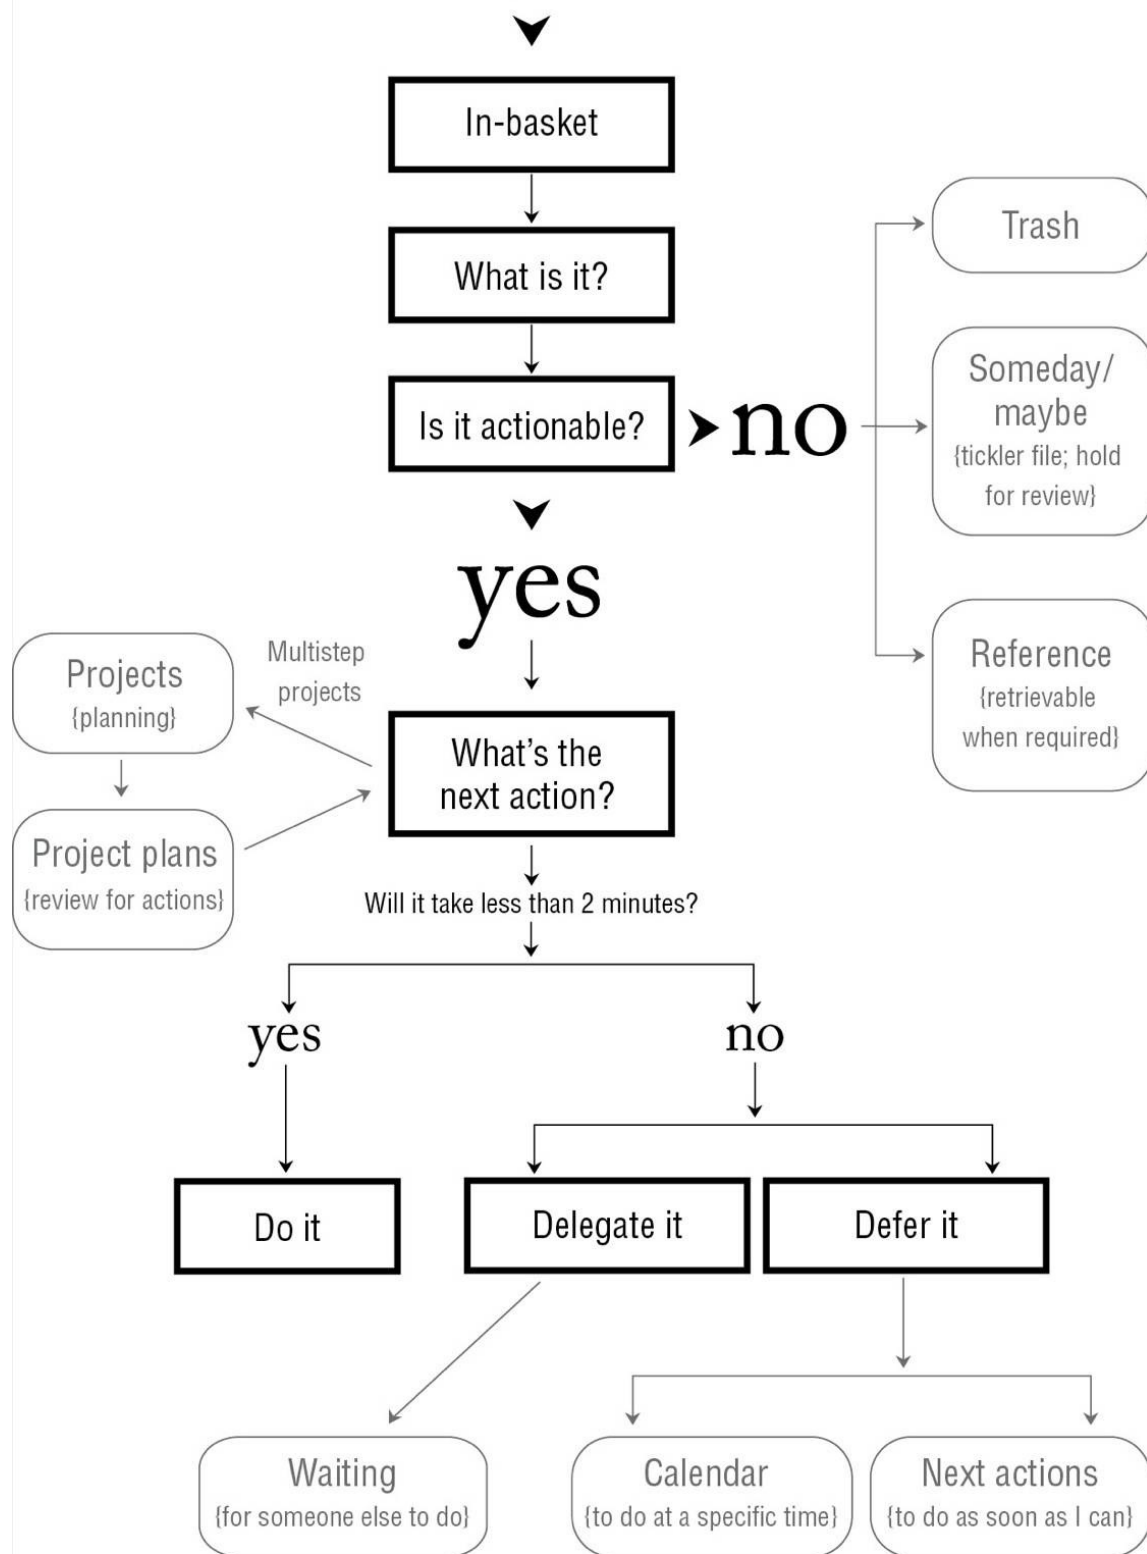 In-basket
What is it?
Is it actionable?
no
Trash
Someday/
maybe
{tickler file; hold
for review}
Reference
{retrievable
when required}
yes
Multistep
projects
Projects
{planning}
Project plans
{review for actions}
What's the
next action?
Will it take less than 2 minutes?
yes
no
Do it
Delegate it
Defer it
Waiting
{for someone else to do}
Calendar
{to do at a specific time}
Next actions
{to do as soon as I can}